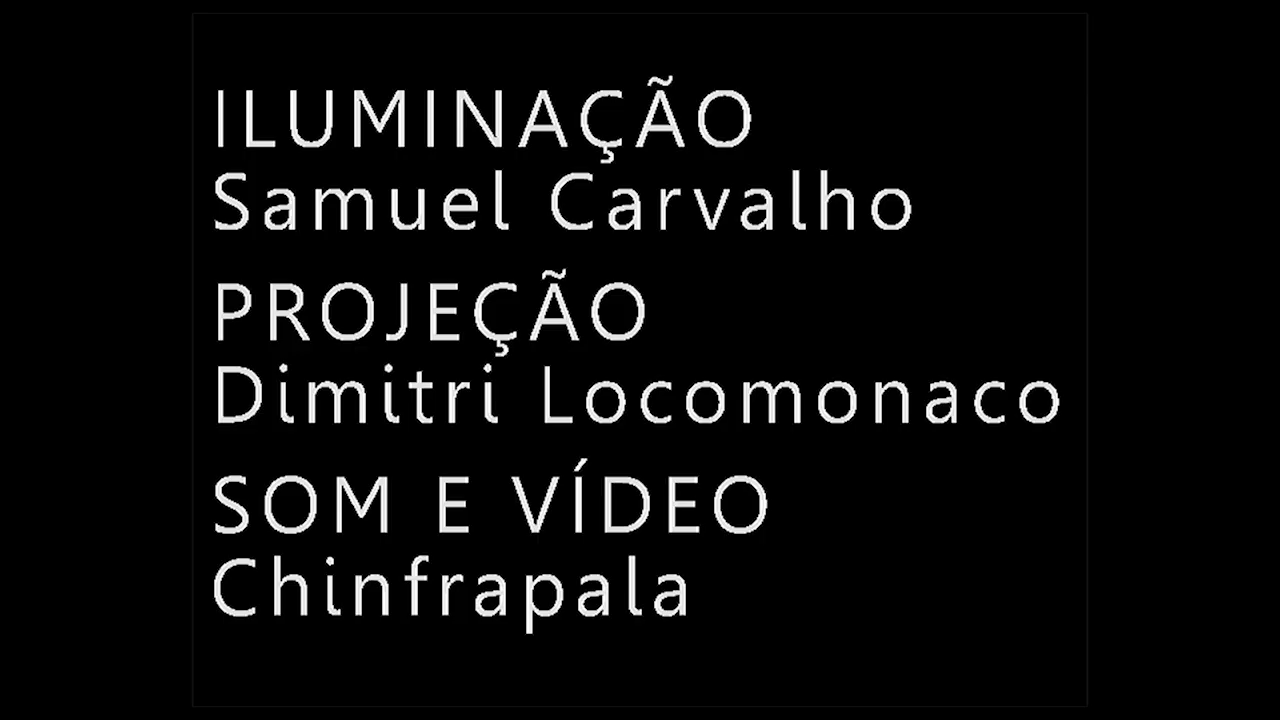 ILUMINAÇÃO
Samuel Carvalho
PROJEÇÃO
Dimitri Locomonaco
SOM E VÍDEO
Chinfrapala